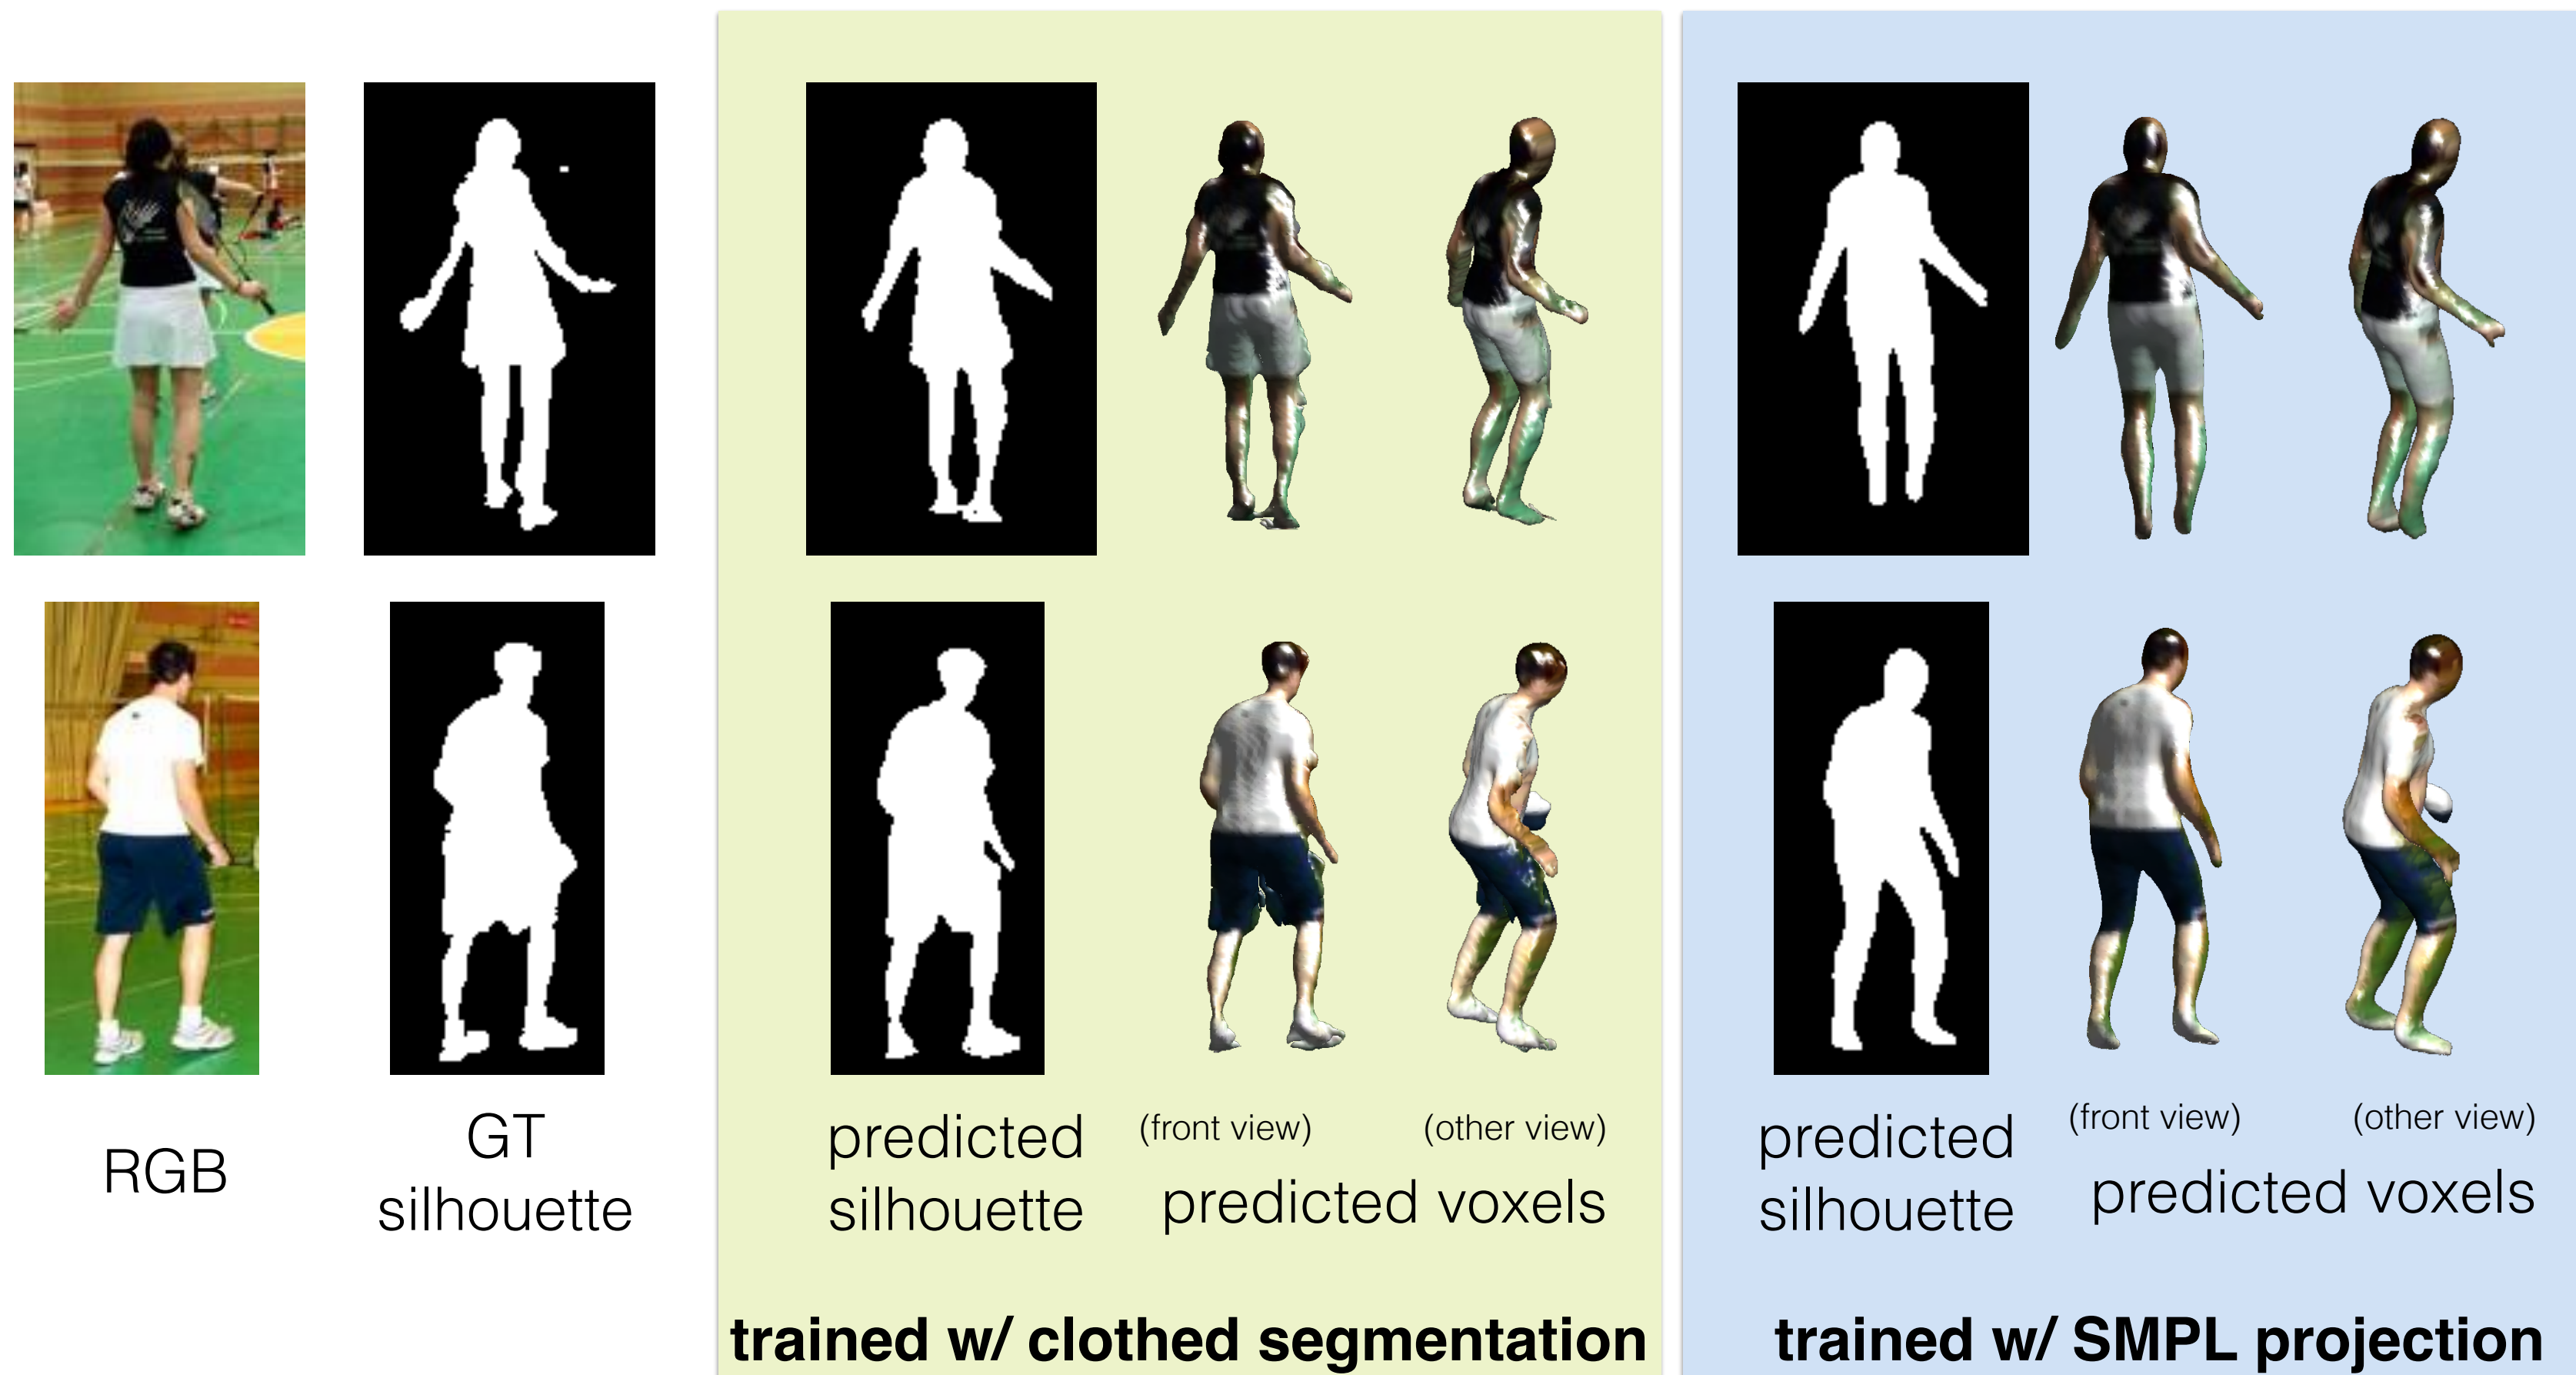 RGB
GT
silhouette
predicted
silhouette
(front view)
(other view)
predicted voxels
trained w/ clothed segmentation
predicted
silhouette
(front view)
(other view)
predicted voxels
trained w/ SMPL projection